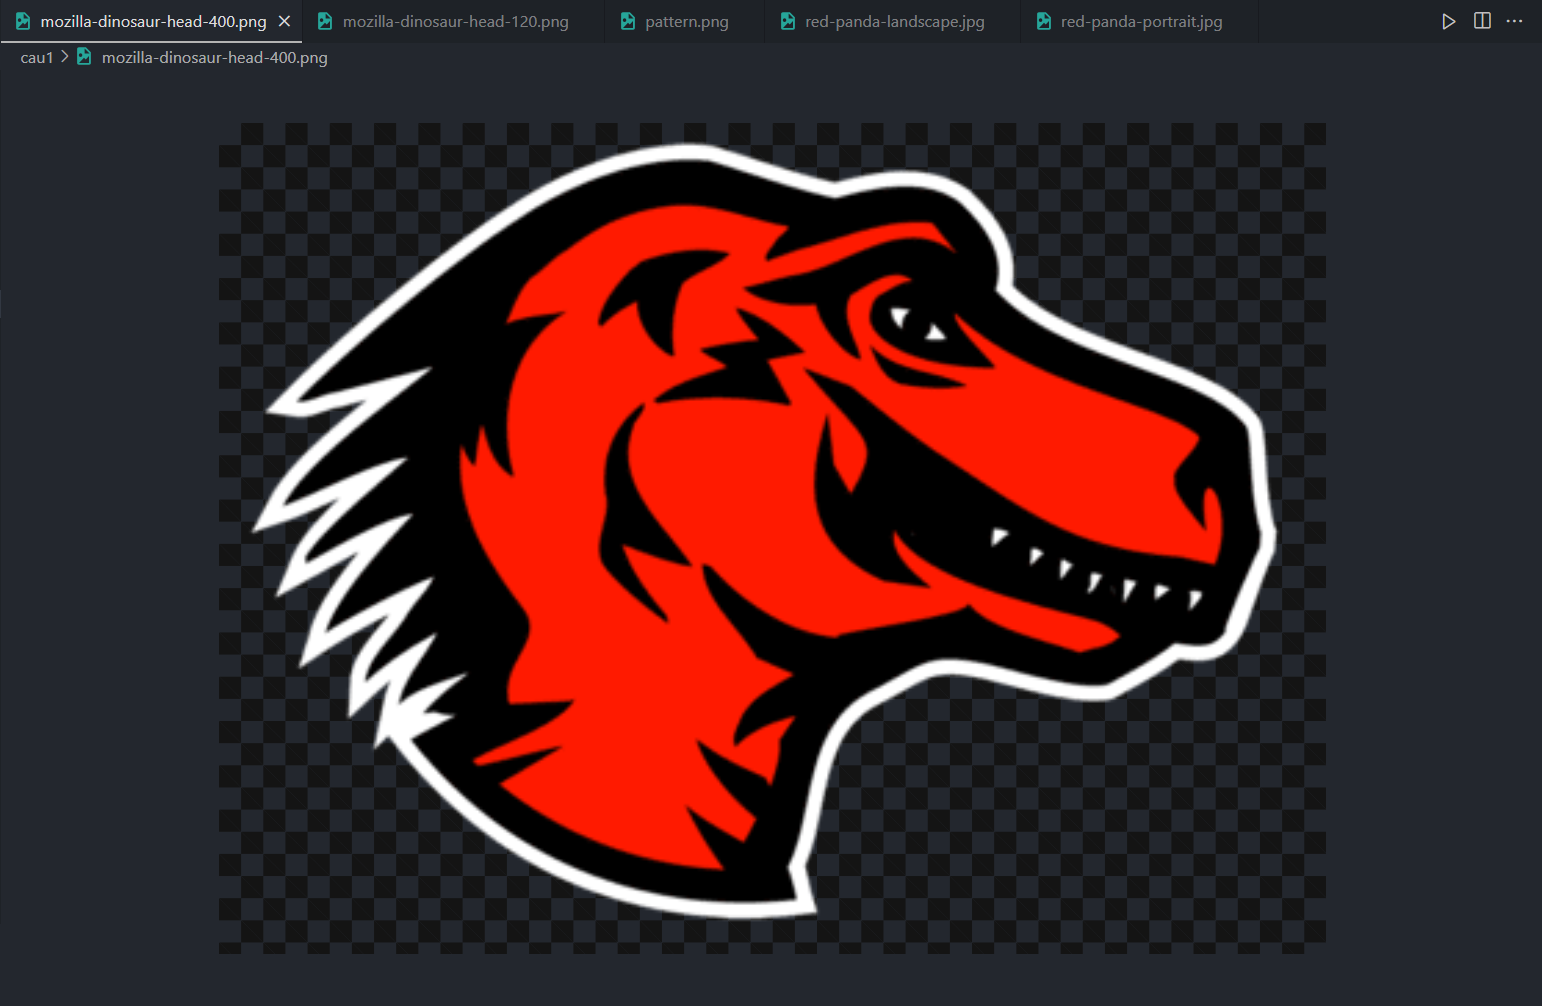 mozilla-dinosaur-head-400.png mozilla-dinosaur-head-120.png pattern.png red-panda-landscape.jpg red-panda-portrait.jpg
cau1 > mozilla-dinosaur-head-400.png